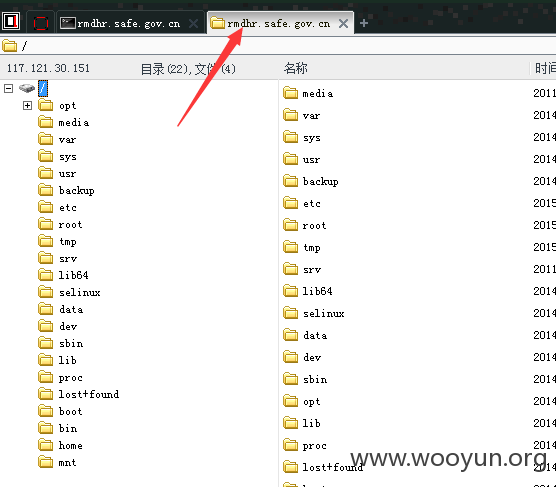 rmdhr.safe.gov.cn rmdhr.safe.gov.cn
/
117.121.30.151 目录(22),文件(4) 名称 时间
/
opt
media
var
sys
usr
backup
etc
root
tmp
srv
lib64
selinux
data
dev
sbin
lib
proc
lost+found
boot
bin
home
mnt
media 2011
var 2014
sys 2014
usr 2014
backup 2014
etc 2015
root 2015
tmp 2015
srv 2011
lib64 2014
selinux 2014
data 2014
dev 2014
sbin 2014
opt 2014
lib 2014
proc 2014
lost+found 2014
www.wooyun.org